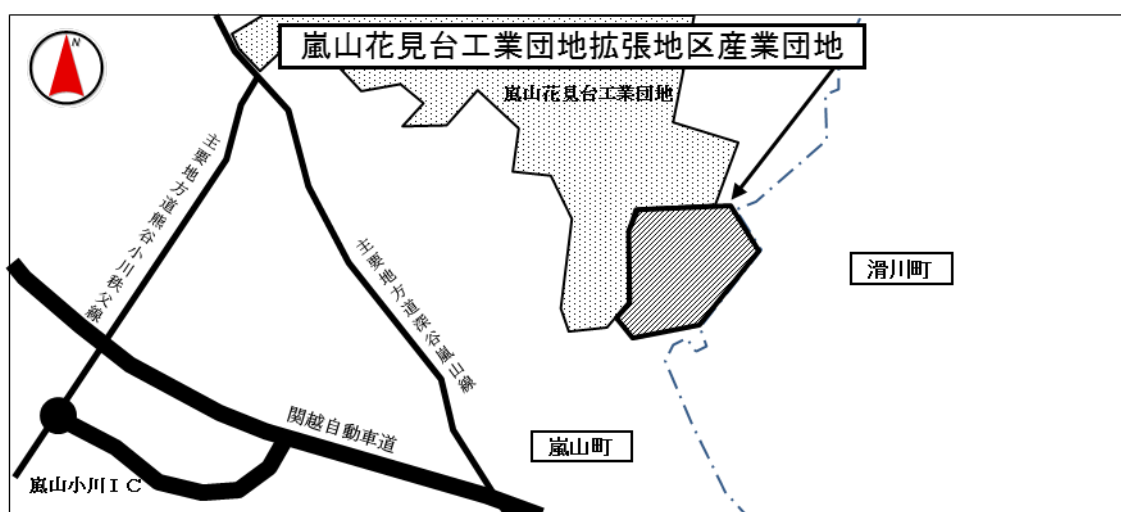 N
嵐山花見台工業団地拡張地区産業団地
嵐山花見台工業団地
主要地方道熊谷小川秩父線
主要地方道深谷嵐山線
滑川町
関越自動車道
嵐山町
嵐山小川ＩＣ